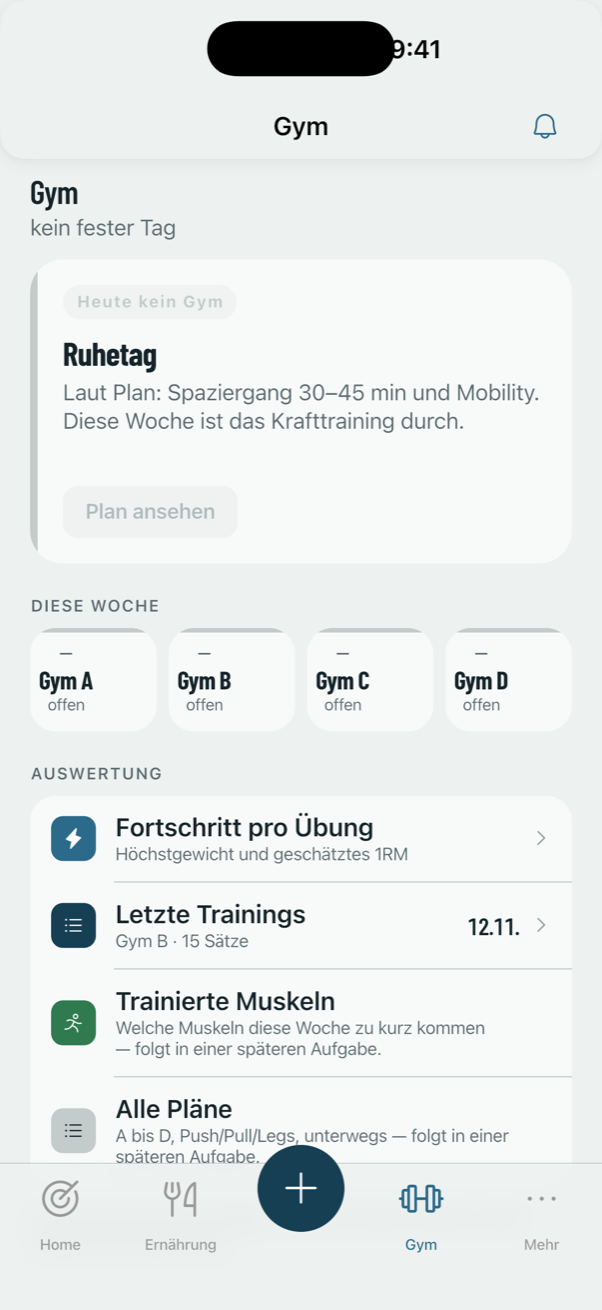 9:41
Gym
Gym
kein fester Tag
Heute kein Gym
Ruhetag
Laut Plan: Spaziergang 30–45 min und Mobility.
Diese Woche ist das Krafttraining durch.
Plan ansehen
DIESE WOCHE
– – – –
Gym A Gym B Gym C Gym D
offen offen offen offen
AUSWERTUNG
Fortschritt pro Übung
Höchstgewicht und geschätztes 1RM
Letzte Trainings 12.11.
Gym B · 15 Sätze
Trainierte Muskeln
Welche Muskeln diese Woche zu kurz kommen
— folgt in einer späteren Aufgabe.
Alle Pläne
A bis D, Push/Pull/Legs, unterwegs — folgt in einer
späteren Aufgabe.
Home Ernährung Gym Mehr